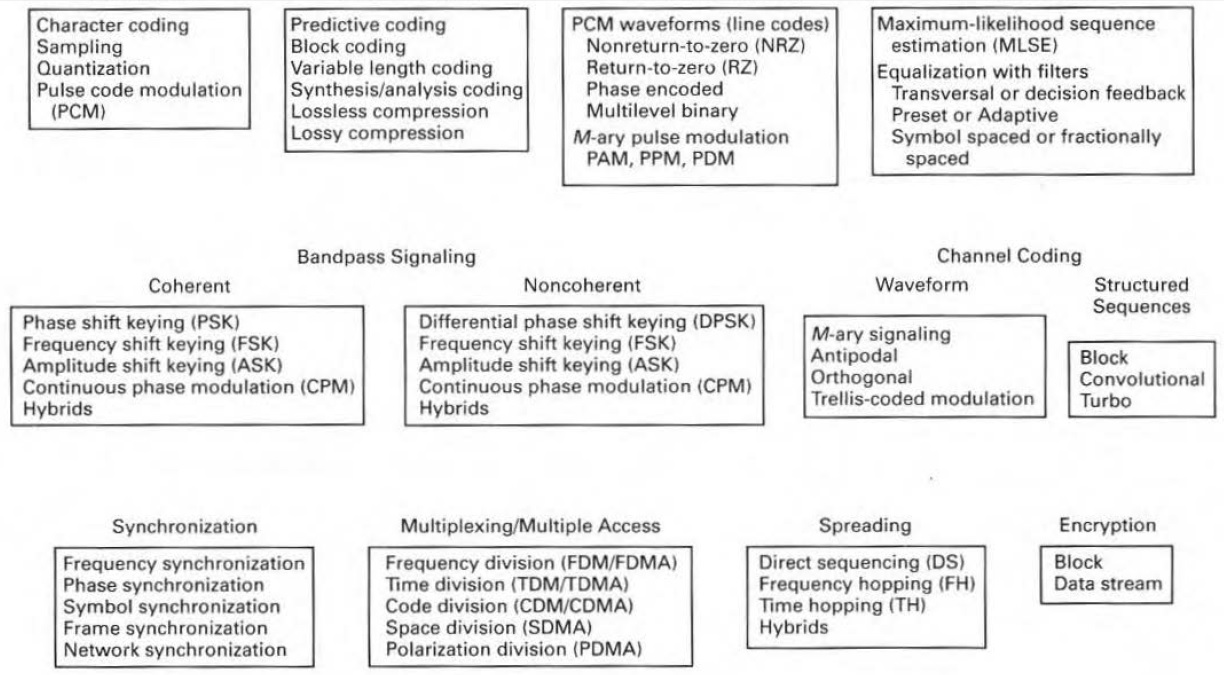 Character coding
Sampling
Quantization
Pulse code modulation
(PCM)
Predictive coding
Block coding
Variable length coding
Synthesis/analysis coding
Lossless compression
Lossy compression
PCM waveforms (line codes)
Nonreturn-to-zero (NRZ)
Return-to-zero (RZ)
Phase encoded
Multilevel binary
M-ary pulse modulation
PAM, PPM, PDM
Maximum-likelihood sequence
estimation (MLSE)
Equalization with filters
Transversal or decision feedback
Preset or Adaptive
Symbol spaced or fractionally
spaced
Bandpass Signaling
Coherent
Phase shift keying (PSK)
Frequency shift keying (FSK)
Amplitude shift keying (ASK)
Continuous phase modulation (CPM)
Hybrids
Noncoherent
Differential phase shift keying (DPSK)
Frequency shift keying (FSK)
Amplitude shift keying (ASK)
Continuous phase modulation (CPM)
Hybrids
Channel Coding
Waveform
M-ary signaling
Antipodal
Orthogonal
Trellis-coded modulation
Structured
Sequences
Block
Convolutional
Turbo
Synchronization
Frequency synchronization
Phase synchronization
Symbol synchronization
Frame synchronization
Network synchronization
Multiplexing/Multiple Access
Frequency division (FDM/FDMA)
Time division (TDM/TDMA)
Code division (CDM/CDMA)
Space division (SDMA)
Polarization division (PDMA)
Spreading
Direct sequencing (DS)
Frequency hopping (FH)
Time hopping (TH)
Hybrids
Encryption
Block
Data stream